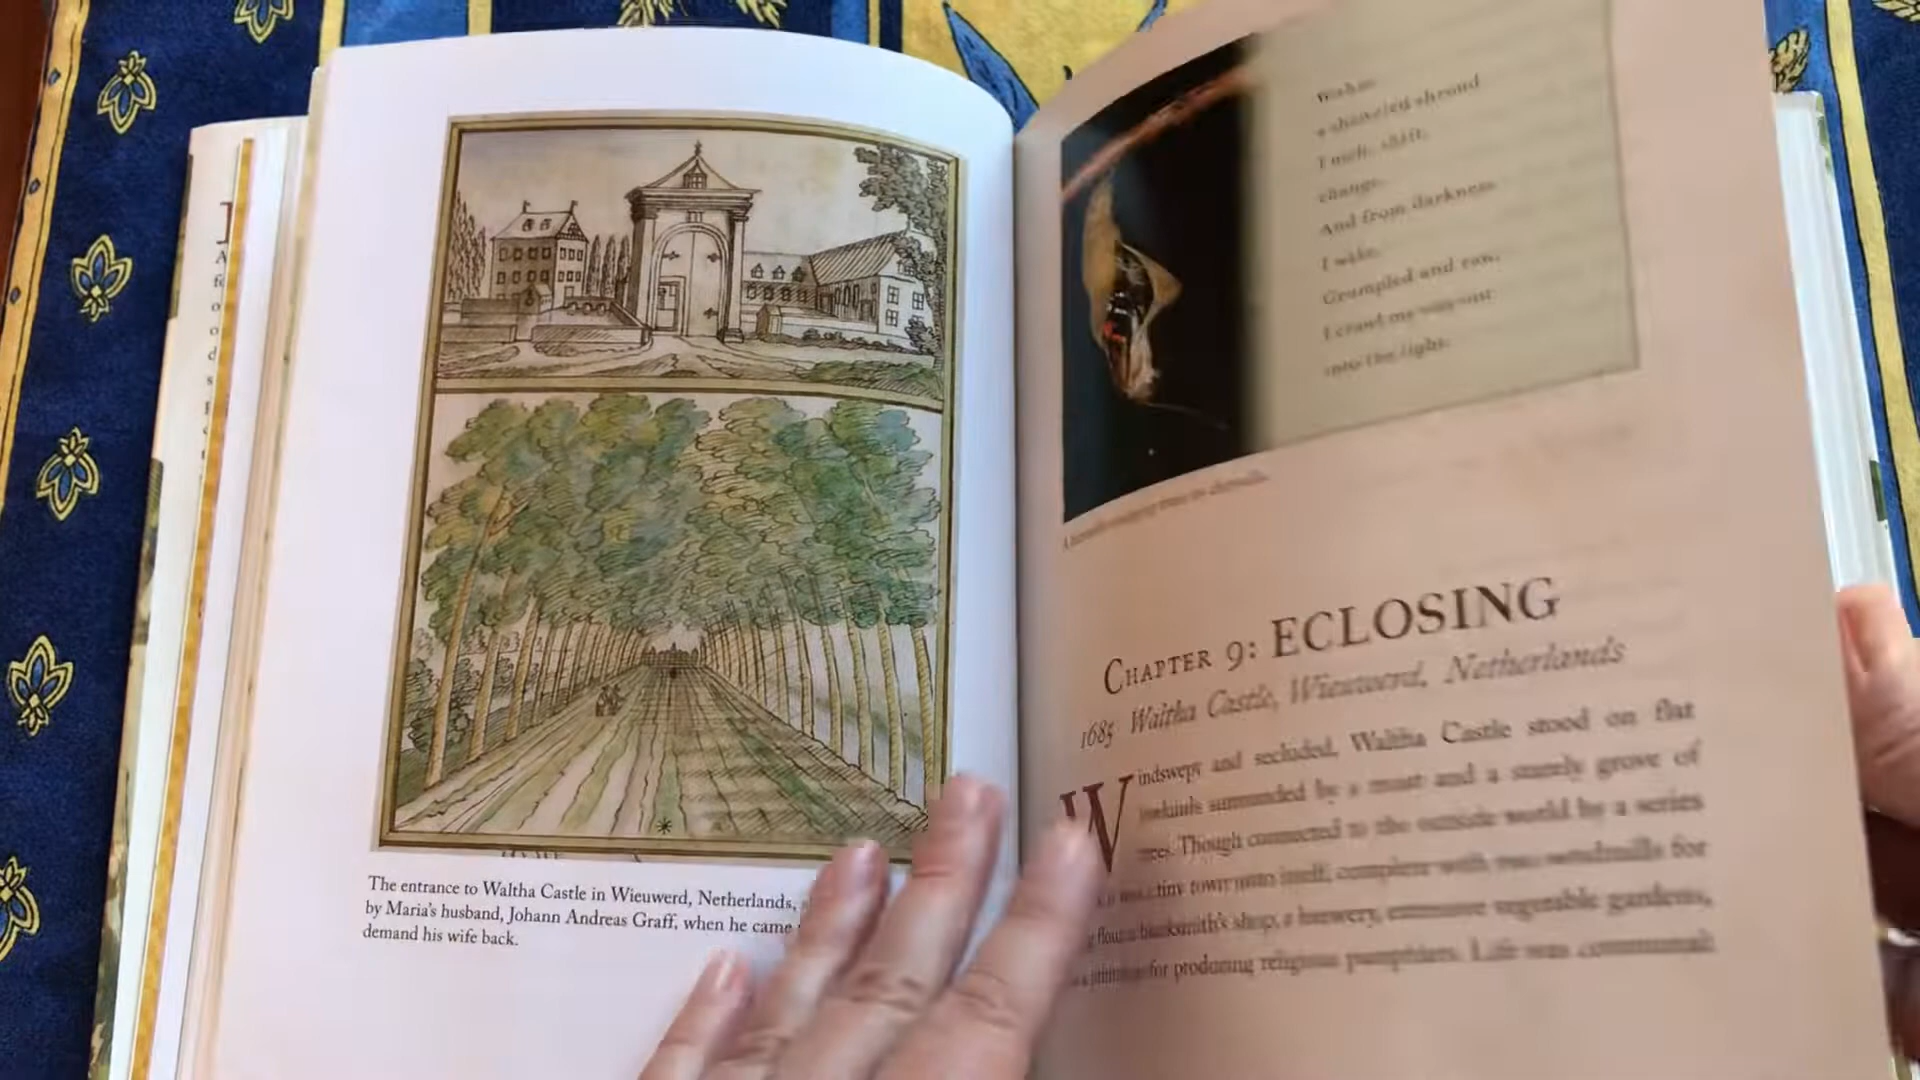 The entrance to Waltha Castle in Wieuwerd, Netherlands,
by Maria's husband, Johann Andreas Graff, when he came
demand his wife back.
a shivered shroud
I melt, shift,
change.
And from darkness
I wake.
Crumpled and raw,
I crawl my way out
into the light.
CHAPTER 9: ECLOSING
1685 Waltha Castle, Wieuwerd, Netherlands
Windswept and secluded, Waltha Castle stood on flat
surrounded by a moat and a stately grove of
trees. Though connected to the outside world by a series
tiny town unto itself, complete with two windmills for
flour, a blacksmith's shop, a brewery, extensive vegetable gardens,
for producing religious pamphlets. Life was communal: